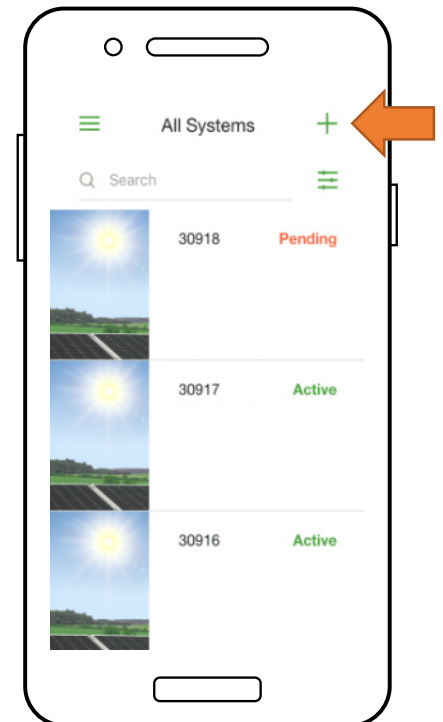 All Systems
Search
30918 Pending
30917 Active
30916 Active